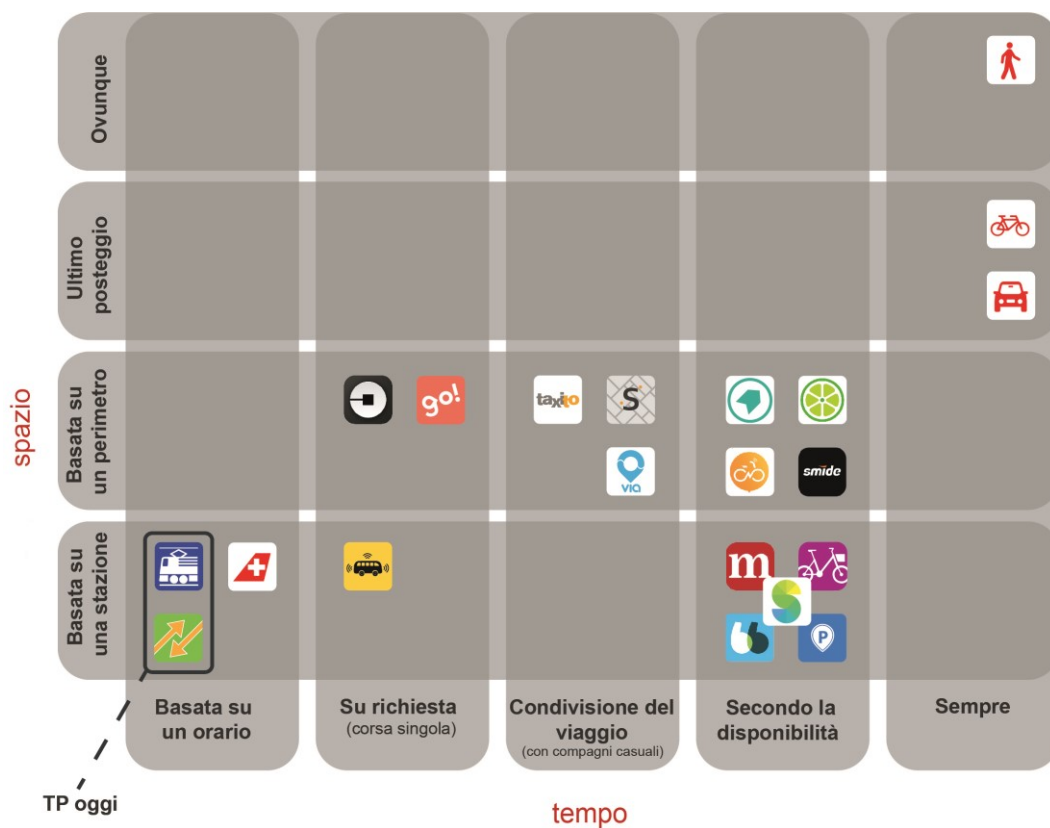 Ovunque
Ultimo
posteggio
spazio
Basata su
un perimetro
go!
taxito
S
via
smide
Basata su
una stazione
m
P
Basata su
un orario
Su richiesta
(corsa singola)
Condivisione del
viaggio
(con compagni casuali)
Secondo la
disponibilità
Sempre
TP oggi
tempo